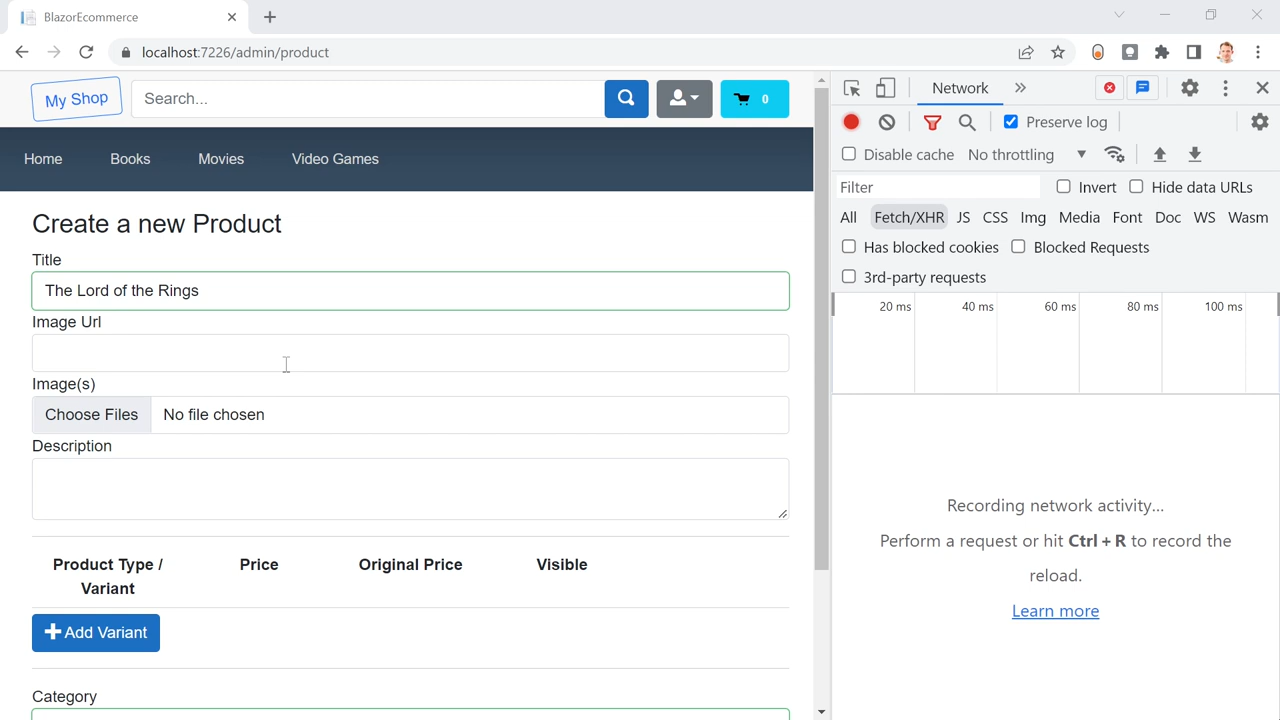 BlazorEcommerce
localhost:7226/admin/product
My Shop
Search...
0
Home Books Movies Video Games
Create a new Product
Title
The Lord of the Rings
Image Url
Image(s)
Choose Files No file chosen
Description
Product Type / Variant Price Original Price Visible
Add Variant
Category
Network
Preserve log
Disable cache No throttling
Filter Invert Hide data URLs
All Fetch/XHR JS CSS Img Media Font Doc WS Wasm
Has blocked cookies Blocked Requests
3rd-party requests
20 ms 40 ms 60 ms 80 ms 100 ms
Recording network activity...
Perform a request or hit Ctrl + R to record the
reload.
Learn more